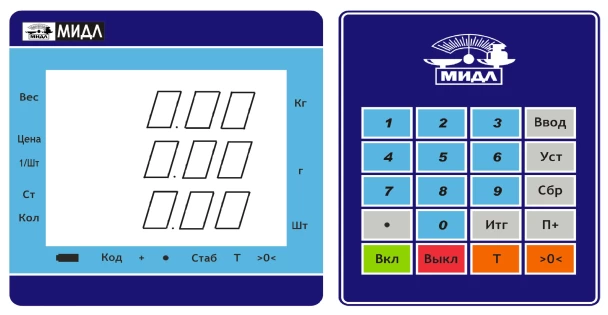 МИДЛ
МИДЛ
Вес
Цена
1/Шт
Ст
Кол
0.00
0.00
0.00
Кг
г
Шт
Код + • Стаб Т >0<
МИДЛ
1 2 3 Ввод
4 5 6 Уст
7 8 9 Сбр
• 0 Итг П+
Вкл Выкл Т >0<